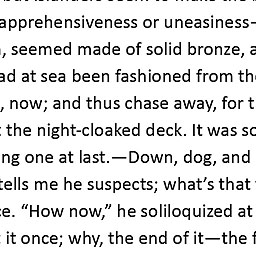 apprehensiveness or uneasiness—
, seemed made of solid bronze, a
ad at sea been fashioned from the
, now; and thus chase away, for t
the night-cloaked deck. It was so
ng one at last.—Down, dog, and
tells me he suspects; what’s that
e. “How now,” he soliloquized at
it once; why, the end of it—the f